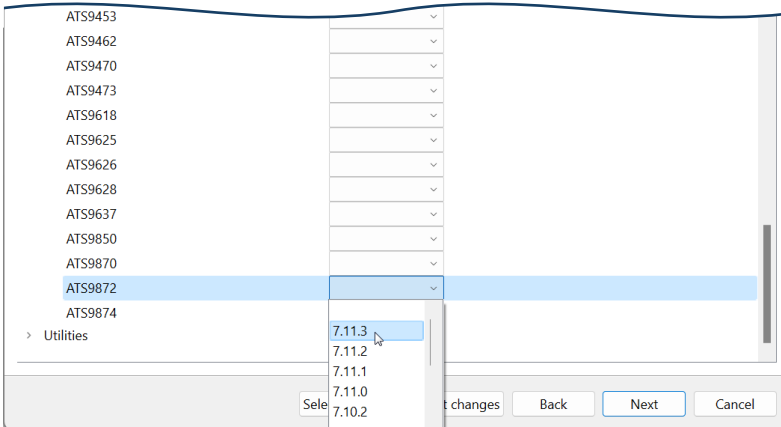 ATS9453
ATS9462
ATS9470
ATS9473
ATS9618
ATS9625
ATS9626
ATS9628
ATS9637
ATS9850
ATS9870
ATS9872
ATS9874
Utilities
7.11.3
7.11.2
7.11.1
7.11.0
7.10.2
changes Back Next Cancel